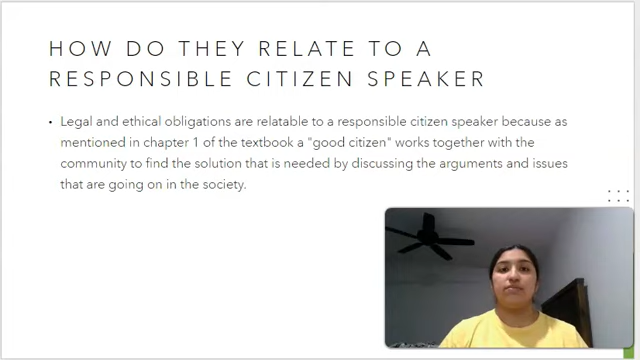 HOW DO THEY RELATE TO A
RESPONSIBLE CITIZEN SPEAKER
• Legal and ethical obligations are relatable to a responsible citizen speaker because as
mentioned in chapter 1 of the textbook a "good citizen" works together with the
community to find the solution that is needed by discussing the arguments and issues
that are going on in the society.